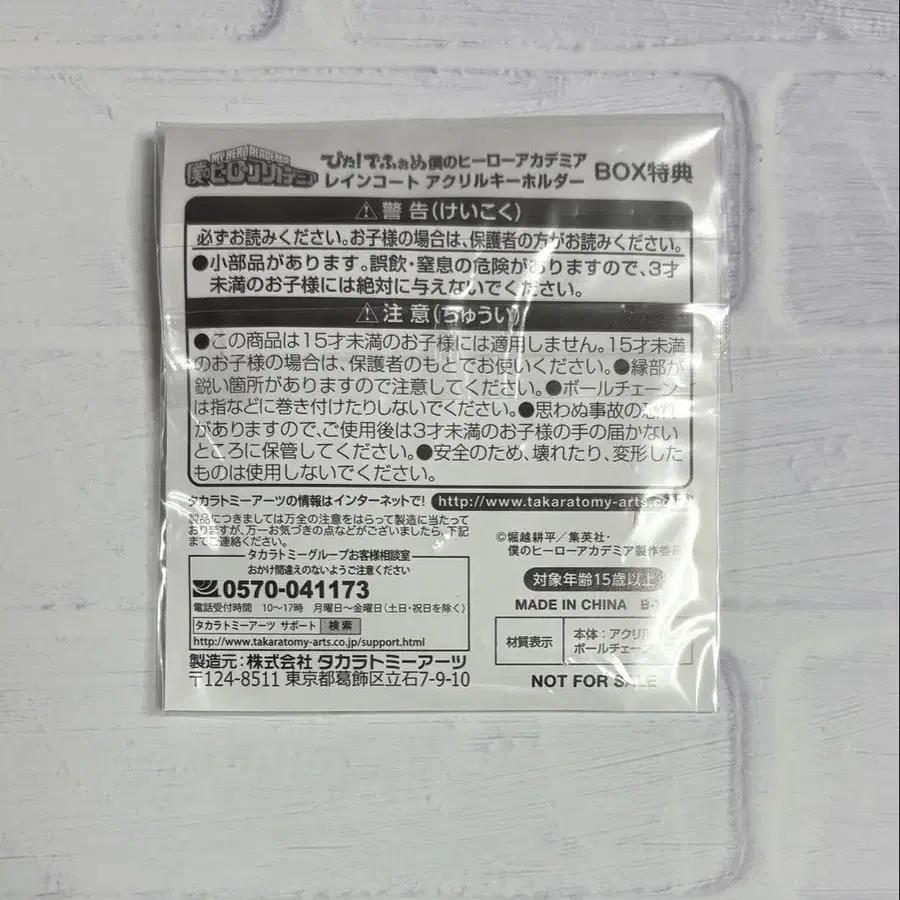 MY HERO ACADEMIA
僕のヒーローアカデミア
ぴた!でふぉめ 僕のヒーローアカデミア
レインコート アクリルキーホルダー BOX特典
⚠警告(けいこく)
必ずお読みください。お子様の場合は、保護者の方がお読みください。
●小部品があります。誤飲・窒息の危険がありますので、3才
未満のお子様には絶対に与えないでください。
⚠注意(ちゅうい)
●この商品は15才未満のお子様には適用しません。15才未満
のお子様の場合は、保護者のもとでお使いください。●縁部が
鋭い箇所がありますので注意してください。●ボールチェーン
は指などに巻き付けたりしないでください。●思わぬ事故の恐れ
がありますので、ご使用後は3才未満のお子様の手の届かない
ところに保管してください。●安全のため、壊れたり、変形した
ものは使用しないでください。
タカラトミーアーツの情報はインターネットで! http://www.takaratomy-arts.co
製品につきましては万全の注意をはらって製造に当たって
おりますが、万一お気づきの点などがございましたら、下記
までご連絡ください。
タカラトミーグループお客様相談室
おかけ間違えのないようご注意ください
0570-041173
電話受付時間 10~17時 月曜日~金曜日(土日・祝日を除く)
タカラトミーアーツ サポート 検索
http://www.takaratomy-arts.co.jp/support.html
製造元:株式会社 タカラトミーアーツ
〒124-8511 東京都葛飾区立石7-9-10
©堀越耕平/集英社・
僕のヒーローアカデミア製作委員
対象年齢15歳以上
MADE IN CHINA
材質表示
本体:アクリル
ボールチェーン
NOT FOR SALE